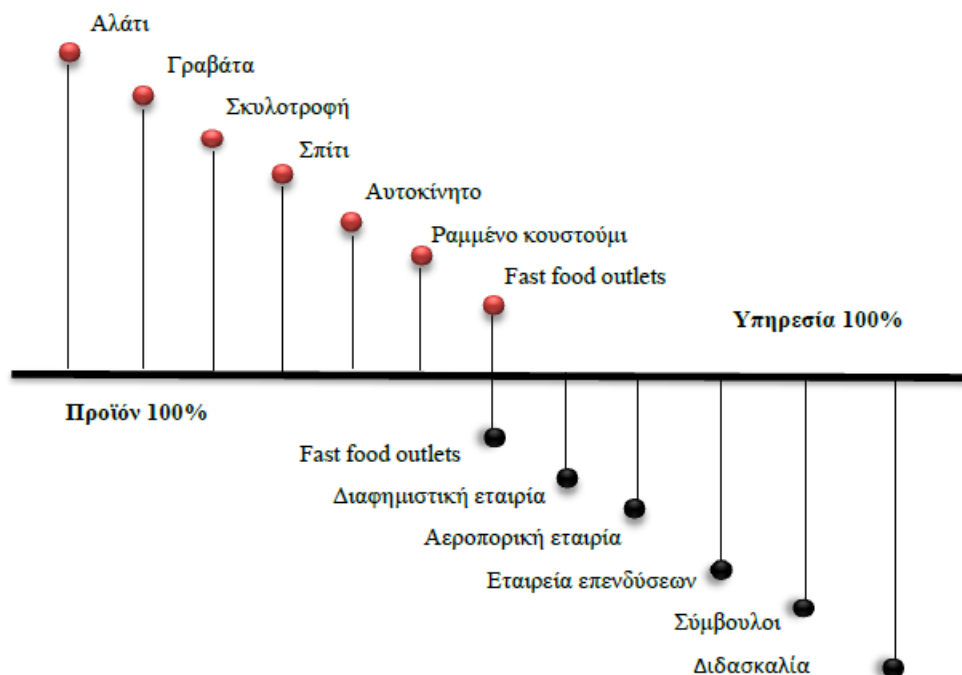 Αλάτι
Γραβάτα
Σκυλοτροφή
Σπίτι
Αυτοκίνητο
Ραμμένο κουστούμι
Fast food outlets
Υπηρεσία 100%
Προϊόν 100%
Fast food outlets
Διαφημιστική εταιρία
Αεροπορική εταιρία
Εταιρεία επενδύσεων
Σύμβουλοι
Διδασκαλία